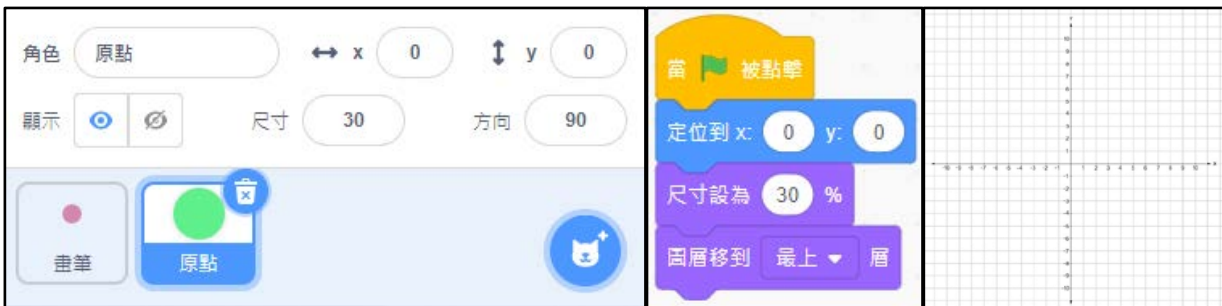 角色 原點 x 0 y 0
顯示 尺寸 30 方向 90
畫筆
原點
當 被點擊
定位到 x: 0 y: 0
尺寸設為 30 %
圖層移到 最上 層